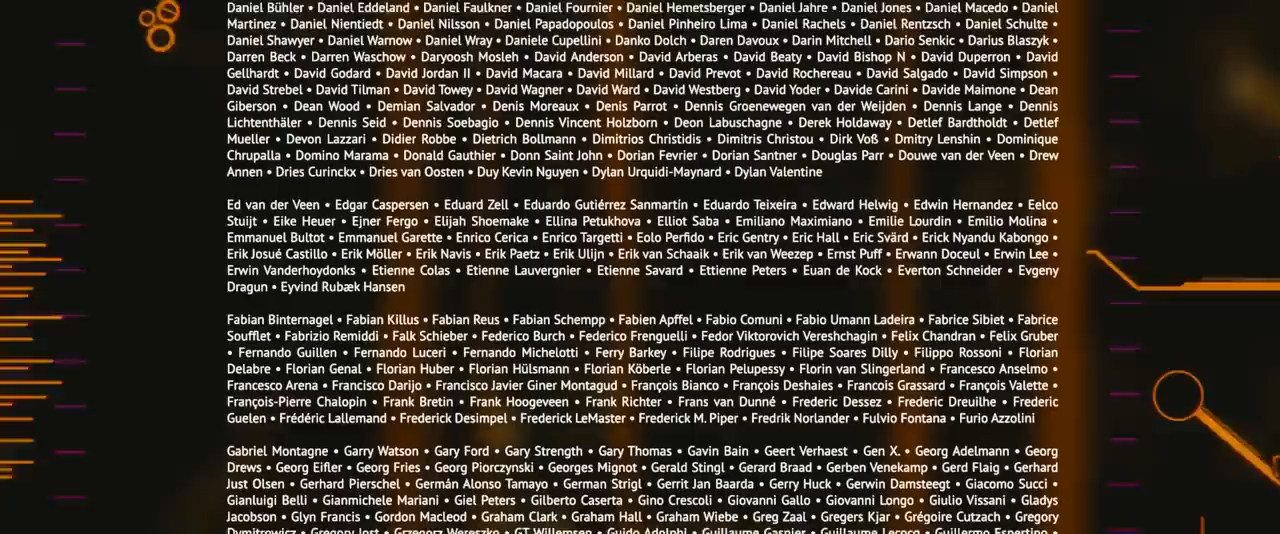 Daniel Bühler • Daniel Eddeland • Daniel Faulkner • Daniel Fournier • Daniel Hemetsberger • Daniel Jahre • Daniel Jones • Daniel Macedo • Daniel
Martinez • Daniel Nientiedt • Daniel Nilsson • Daniel Papadopoulos • Daniel Pinheiro Lima • Daniel Rachels • Daniel Rentzsch • Daniel Schulte •
Daniel Shawyer • Daniel Warnow • Daniel Wray • Daniele Cupellini • Danko Dolch • Daren Davoux • Darin Mitchell • Dario Senkic • Darius Blaszyk •
Darren Beck • Darren Waschow • Daryoosh Mosleh • David Anderson • David Arberas • David Beaty • David Bishop N • David Duperron • David
Gellhardt • David Godard • David Jordan II • David Macara • David Millard • David Prevot • David Rochereau • David Salgado • David Simpson •
David Strebel • David Tilman • David Towey • David Wagner • David Ward • David Westberg • David Yoder • Davide Carini • Davide Maimone • Dean
Giberson • Dean Wood • Demian Salvador • Denis Moreaux • Denis Parrot • Dennis Groenewegen van der Weijden • Dennis Lange • Dennis
Lichtenthäler • Dennis Seid • Dennis Soebagio • Dennis Vincent Holzborn • Deon Labuschagne • Derek Holdaway • Detlef Bardtholdt • Detlef
Mueller • Devon Lazzari • Didier Robbe • Dietrich Bollmann • Dimitrios Christidis • Dimitris Christou • Dirk Voß • Dmitry Lenshin • Dominique
Chrupalla • Domino Marama • Donald Gauthier • Donn Saint John • Dorian Fevrier • Dorian Santner • Douglas Parr • Douwe van der Veen • Drew
Annen • Dries Curinckx • Dries van Oosten • Duy Kevin Nguyen • Dylan Urquidi-Maynard • Dylan Valentine
Ed van der Veen • Edgar Caspersen • Eduard Zell • Eduardo Gutiérrez Sanmartín • Eduardo Teixeira • Edward Helwig • Edwin Hernandez • Eelco
Stuijt • Eike Heuer • Ejner Fergo • Elijah Shoemake • Ellina Petukhova • Elliot Saba • Emiliano Maximiano • Emilie Lourdin • Emilio Molina •
Emmanuel Bultot • Emmanuel Garette • Enrico Cerica • Enrico Targetti • Eolo Perfido • Eric Gentry • Eric Hall • Eric Svärd • Erick Nyandu Kabongo •
Erik Josué Castillo • Erik Möller • Erik Navis • Erik Paetz • Erik Ulijn • Erik van Schaaik • Erik van Weezep • Ernst Puff • Erwann Doceul • Erwin Lee •
Erwin Vanderhoydonks • Etienne Colas • Etienne Lauvergnier • Etienne Savard • Ettienne Peters • Euan de Kock • Everton Schneider • Evgeny
Dragun • Eyvind Rubæk Hansen
Fabian Binternagel • Fabian Killus • Fabian Reus • Fabian Schempp • Fabien Apffel • Fabio Comuni • Fabio Umann Ladeira • Fabrice Sibiet • Fabrice
Soufflet • Fabrizio Remiddi • Falk Schieber • Federico Burch • Federico Frenguelli • Fedor Viktorovich Vereshchagin • Felix Chandran • Felix Gruber
• Fernando Guillen • Fernando Luceri • Fernando Michelotti • Ferry Barkey • Filipe Rodrigues • Filipe Soares Dilly • Filippo Rossoni • Florian
Delabre • Florian Genal • Florian Huber • Florian Hülsmann • Florian Köberle • Florian Pelupessy • Florin van Slingerland • Francesco Anselmo •
Francesco Arena • Francisco Darijo • Francisco Javier Giner Montagud • François Bianco • François Deshaies • Francois Grassard • François Valette •
François-Pierre Chalopin • Frank Bretin • Frank Hoogeveen • Frank Richter • Frans van Dunné • Frederic Dessez • Frederic Dreuilhe • Frederic
Guelen • Frédéric Lallemand • Frederick Desimpel • Frederick LeMaster • Frederick M. Piper • Fredrik Norlander • Fulvio Fontana • Furio Azzolini
Gabriel Montagne • Garry Watson • Gary Ford • Gary Strength • Gary Thomas • Gavin Bain • Geert Verhaest • Gen X. • Georg Adelmann • Georg
Drews • Georg Eifler • Georg Fries • Georg Piorczynski • Georges Mignot • Gerald Stingl • Gerard Braad • Gerben Venekamp • Gerd Flaig • Gerhard
Just Olsen • Gerhard Pierschel • Germán Alonso Tamayo • German Strigl • Gerrit Jan Baarda • Gerry Huck • Gerwin Damsteegt • Giacomo Succi •
Gianluigi Belli • Gianmichele Mariani • Giel Peters • Gilberto Caserta • Gino Crescoli • Giovanni Gallo • Giovanni Longo • Giulio Vissani • Gladys
Jacobson • Glyn Francis • Gordon Macleod • Graham Clark • Graham Hall • Graham Wiebe • Greg Zaal • Gregers Kjar • Grégoire Cutzach • Gregory
Dymitrowicz • Gregory Jost • Grzegorz Wereszko • GT Willemsen • Guido Adolphi • Guillaume Gasnier • Guillaume Lecocq • Guillermo Espertino •